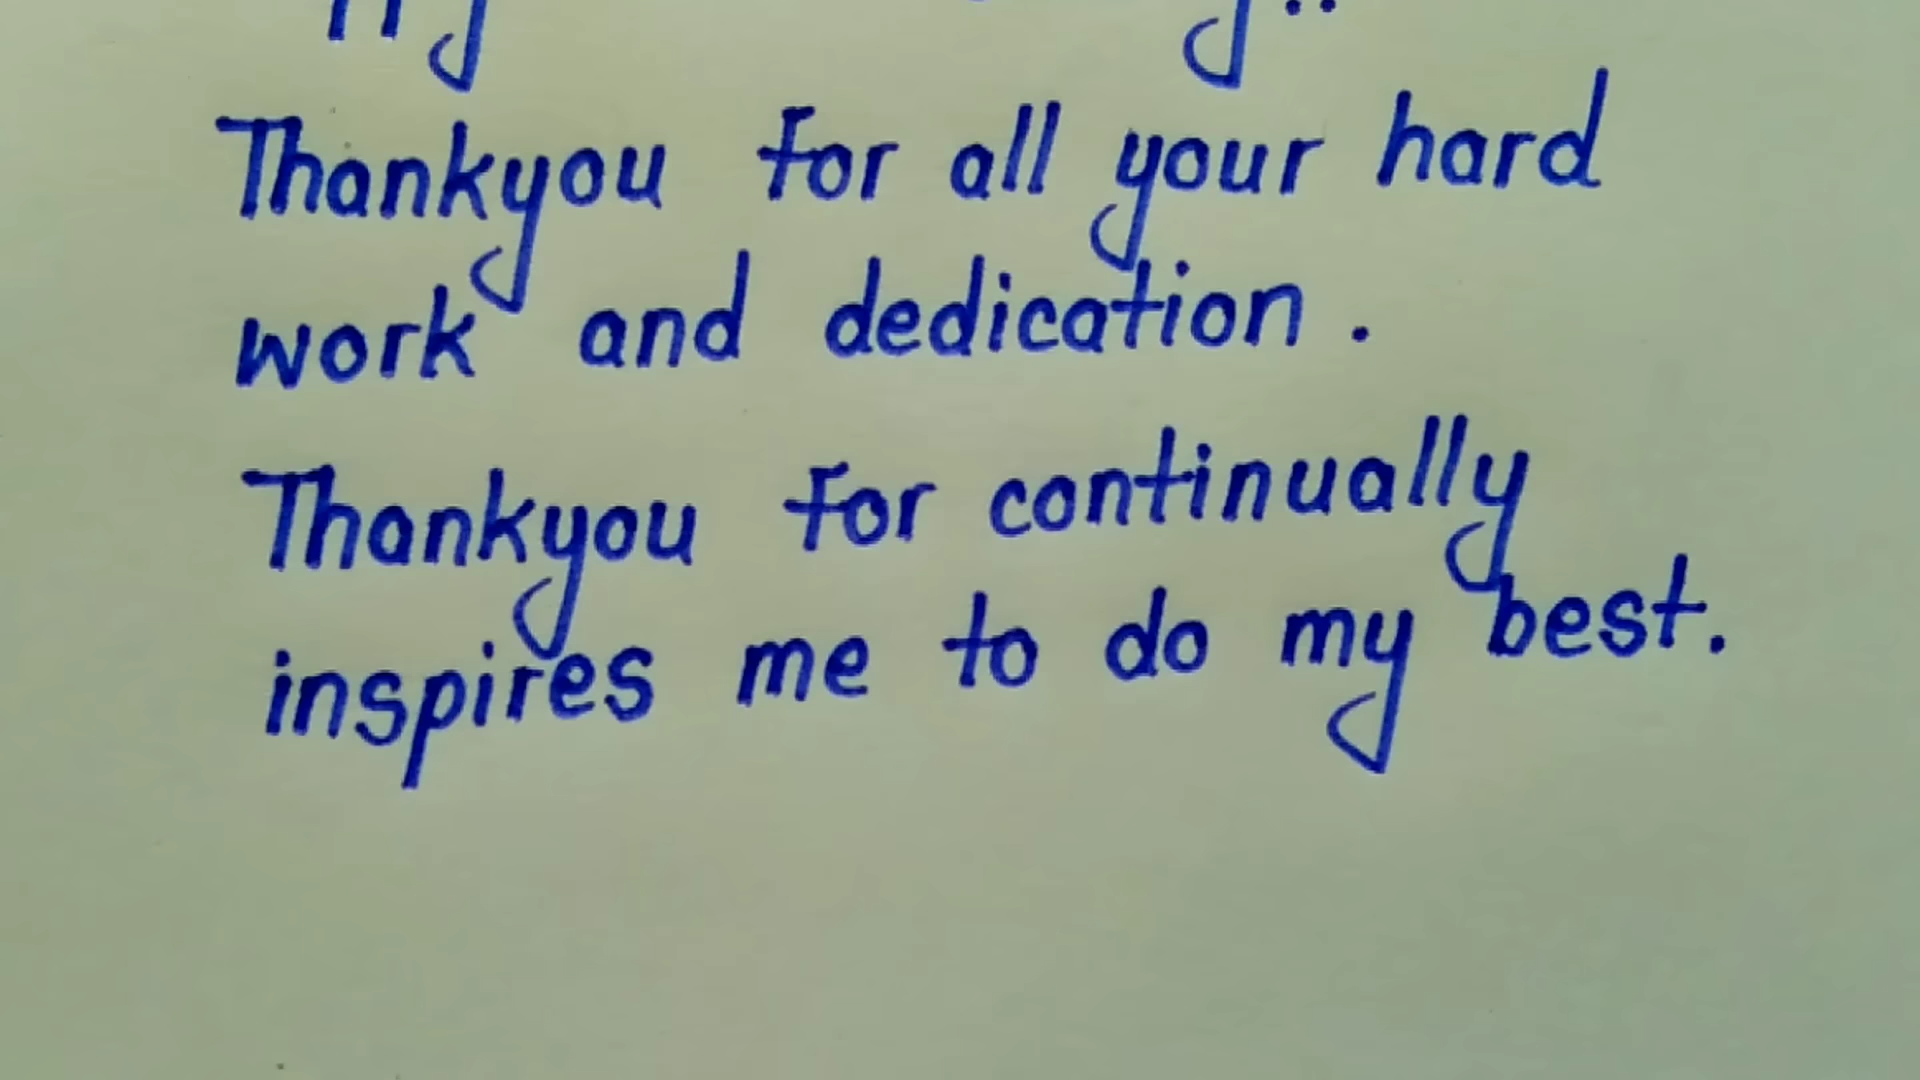 Thankyou for all your hard
work and dedication.
Thankyou for continually
inspires me to do my best.